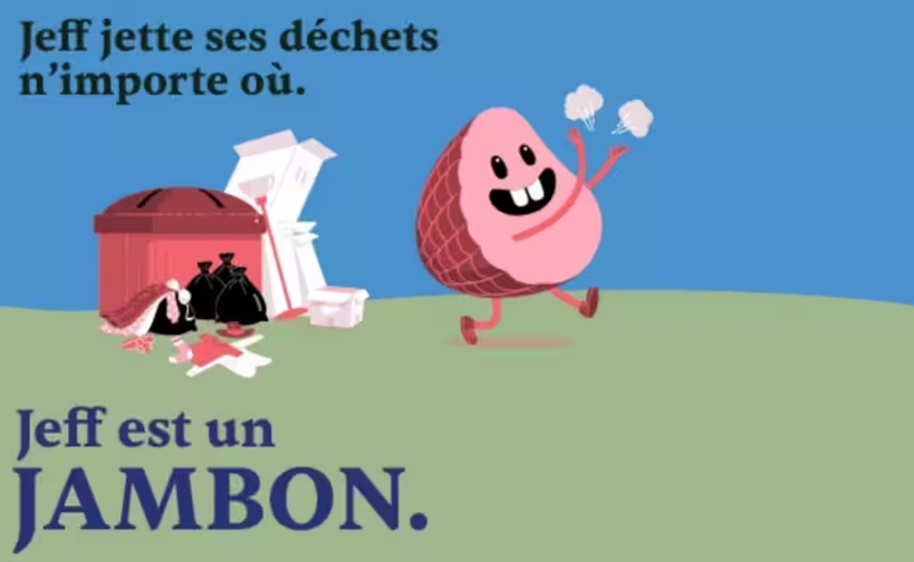 Jeff jette ses déchets
n’importe où.
Jeff est un
JAMBON.